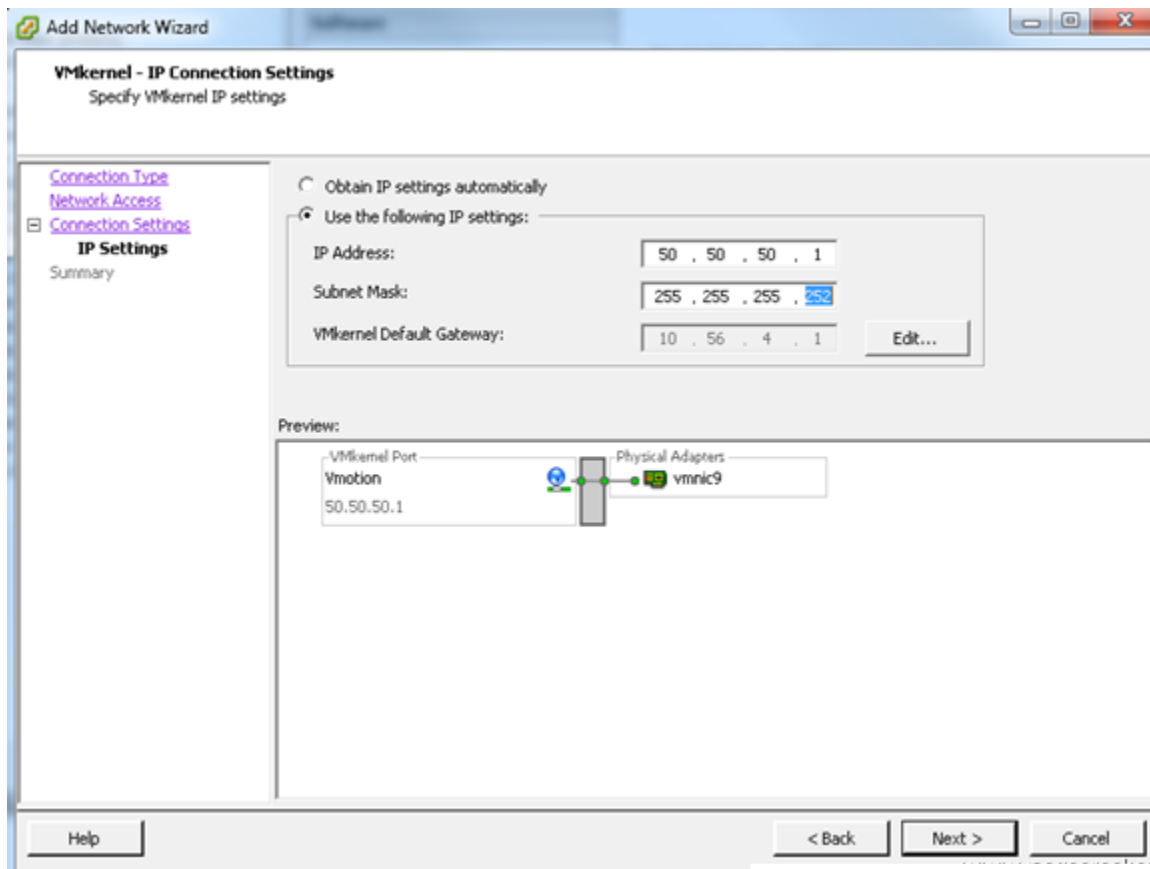 Add Network Wizard
VMkernel - IP Connection Settings
Specify VMkernel IP settings
Connection Type
Network Access
Connection Settings
IP Settings
Summary
Obtain IP settings automatically
Use the following IP settings:
IP Address: 50 . 50 . 50 . 1
Subnet Mask: 255 . 255 . 255 . 252
VMkernel Default Gateway: 10 . 56 . 4 . 1 Edit...
Preview:
VMkernel Port
Physical Adapters
Vmotion
vmnic9
50.50.50.1
Help
< Back
Next >
Cancel